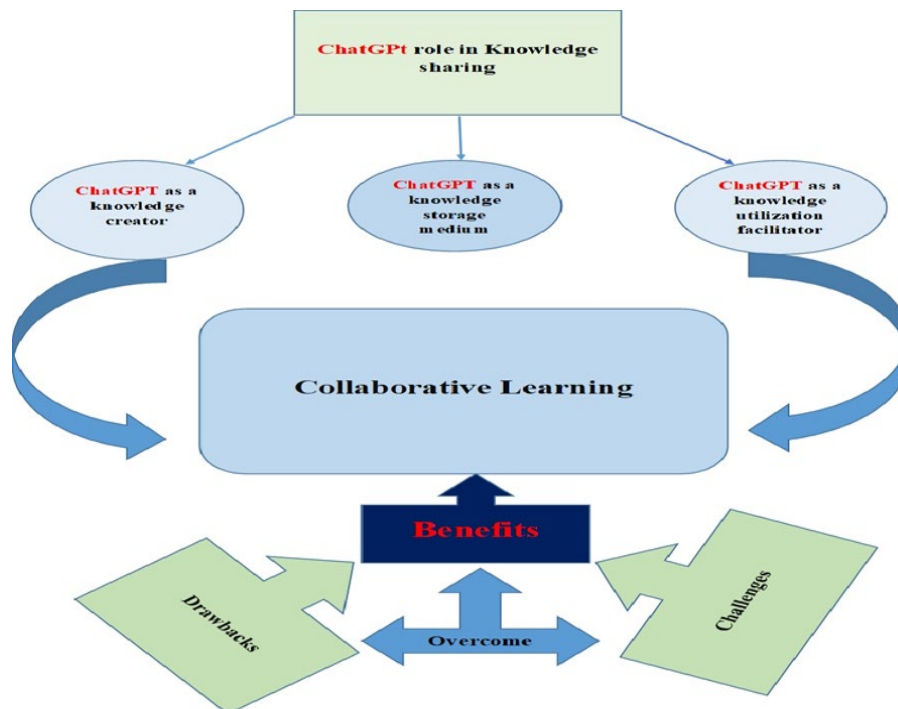 ChatGPt role in Knowledge
sharing
ChatGPT as a
knowledge
creator
ChatGPT as a
knowledge
storage
medium
ChatGPT as a
knowledge
utilization
facilitator
Collaborative Learning
Benefits
Drawbacks
Overcome
Challenges